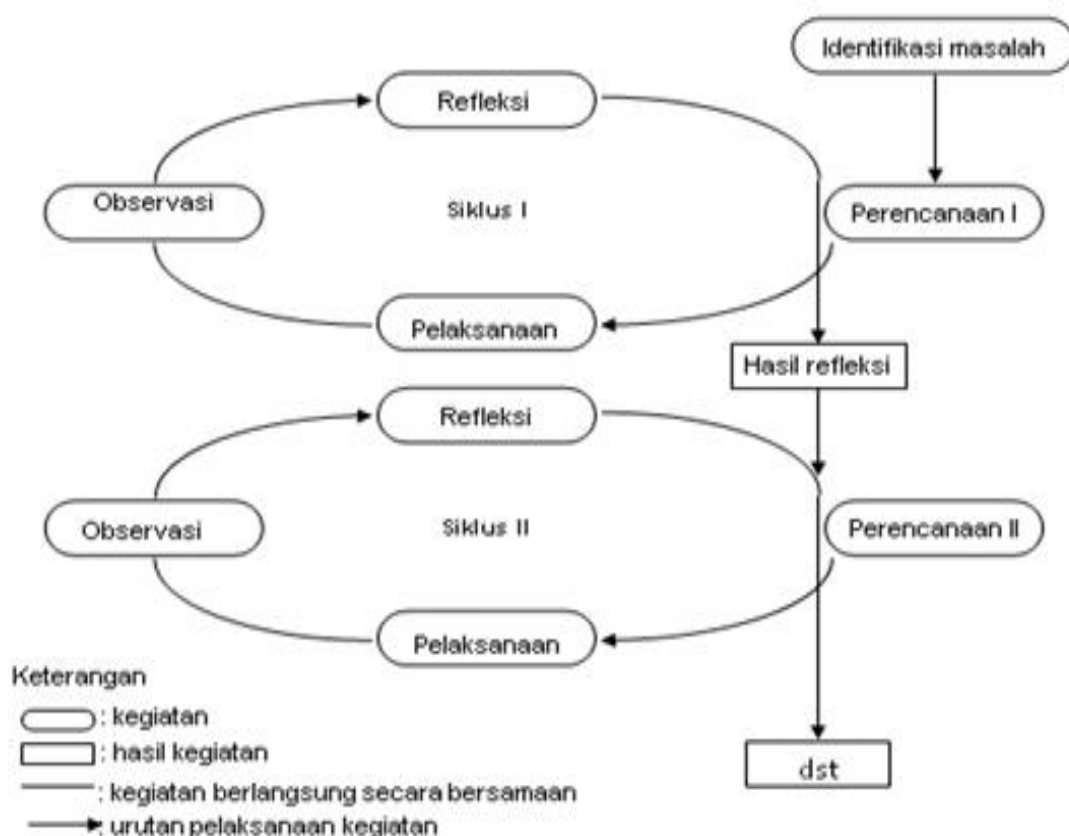 Identifikasi masalah
Refleksi
Observasi
Siklus I
Perencanaan I
Pelaksanaan
Hasil refleksi
Refleksi
Observasi
Siklus II
Perencanaan II
Pelaksanaan
Keterangan
: kegiatan
: hasil kegiatan
: kegiatan berlangsung secara bersamaan
: urutan pelaksanaan kegiatan
dst